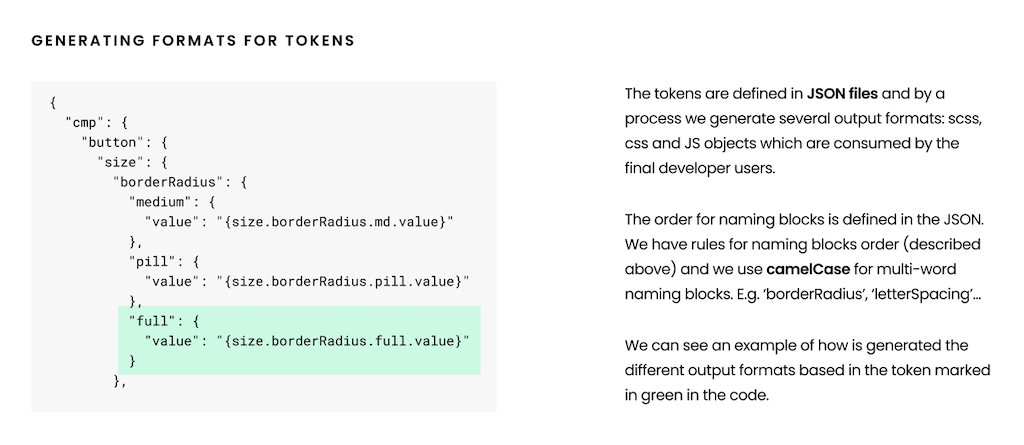 GENERATING FORMATS FOR TOKENS
{
  "cmp": {
    "button": {
      "size": {
        "borderRadius": {
          "medium": {
            "value": "{size.borderRadius.md.value}"
          },
          "pill": {
            "value": "{size.borderRadius.pill.value}"
          },
          "full": {
            "value": "{size.borderRadius.full.value}"
          }
        },
The tokens are defined in JSON files and by a
process we generate several output formats: scss,
css and JS objects which are consumed by the
final developer users.
The order for naming blocks is defined in the JSON.
We have rules for naming blocks order (described
above) and we use camelCase for multi-word
naming blocks. E.g. ‘borderRadius’, ‘letterSpacing’...
We can see an example of how is generated the
different output formats based in the token marked
in green in the code.